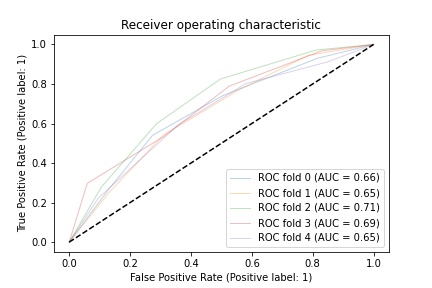 Receiver operating characteristic
True Positive Rate (Positive label: 1)
1.0
0.8
0.6
0.4
0.2
0.0
ROC fold 0 (AUC = 0.66)
ROC fold 1 (AUC = 0.65)
ROC fold 2 (AUC = 0.71)
ROC fold 3 (AUC = 0.69)
ROC fold 4 (AUC = 0.65)
0.0 0.2 0.4 0.6 0.8 1.0
False Positive Rate (Positive label: 1)